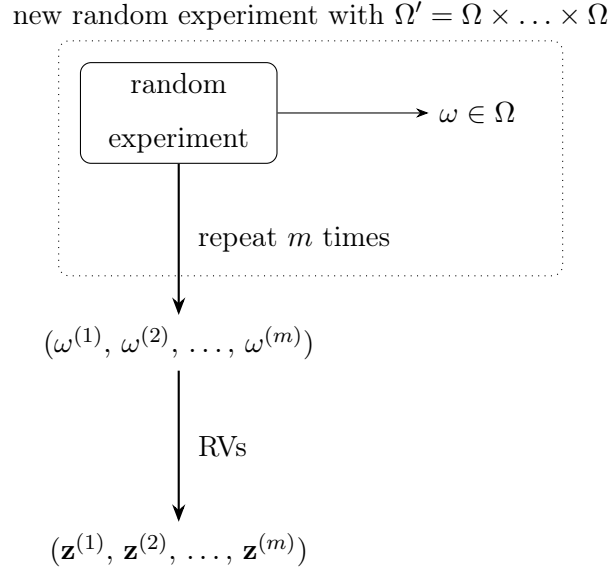 new random experiment with Ω′ = Ω × … × Ω
random
experiment
ω ∈ Ω
repeat m times
(ω⁽¹⁾, ω⁽²⁾, …, ω⁽ᵐ⁾)
RVs
(𝐳⁽¹⁾, 𝐳⁽²⁾, …, 𝐳⁽ᵐ⁾)